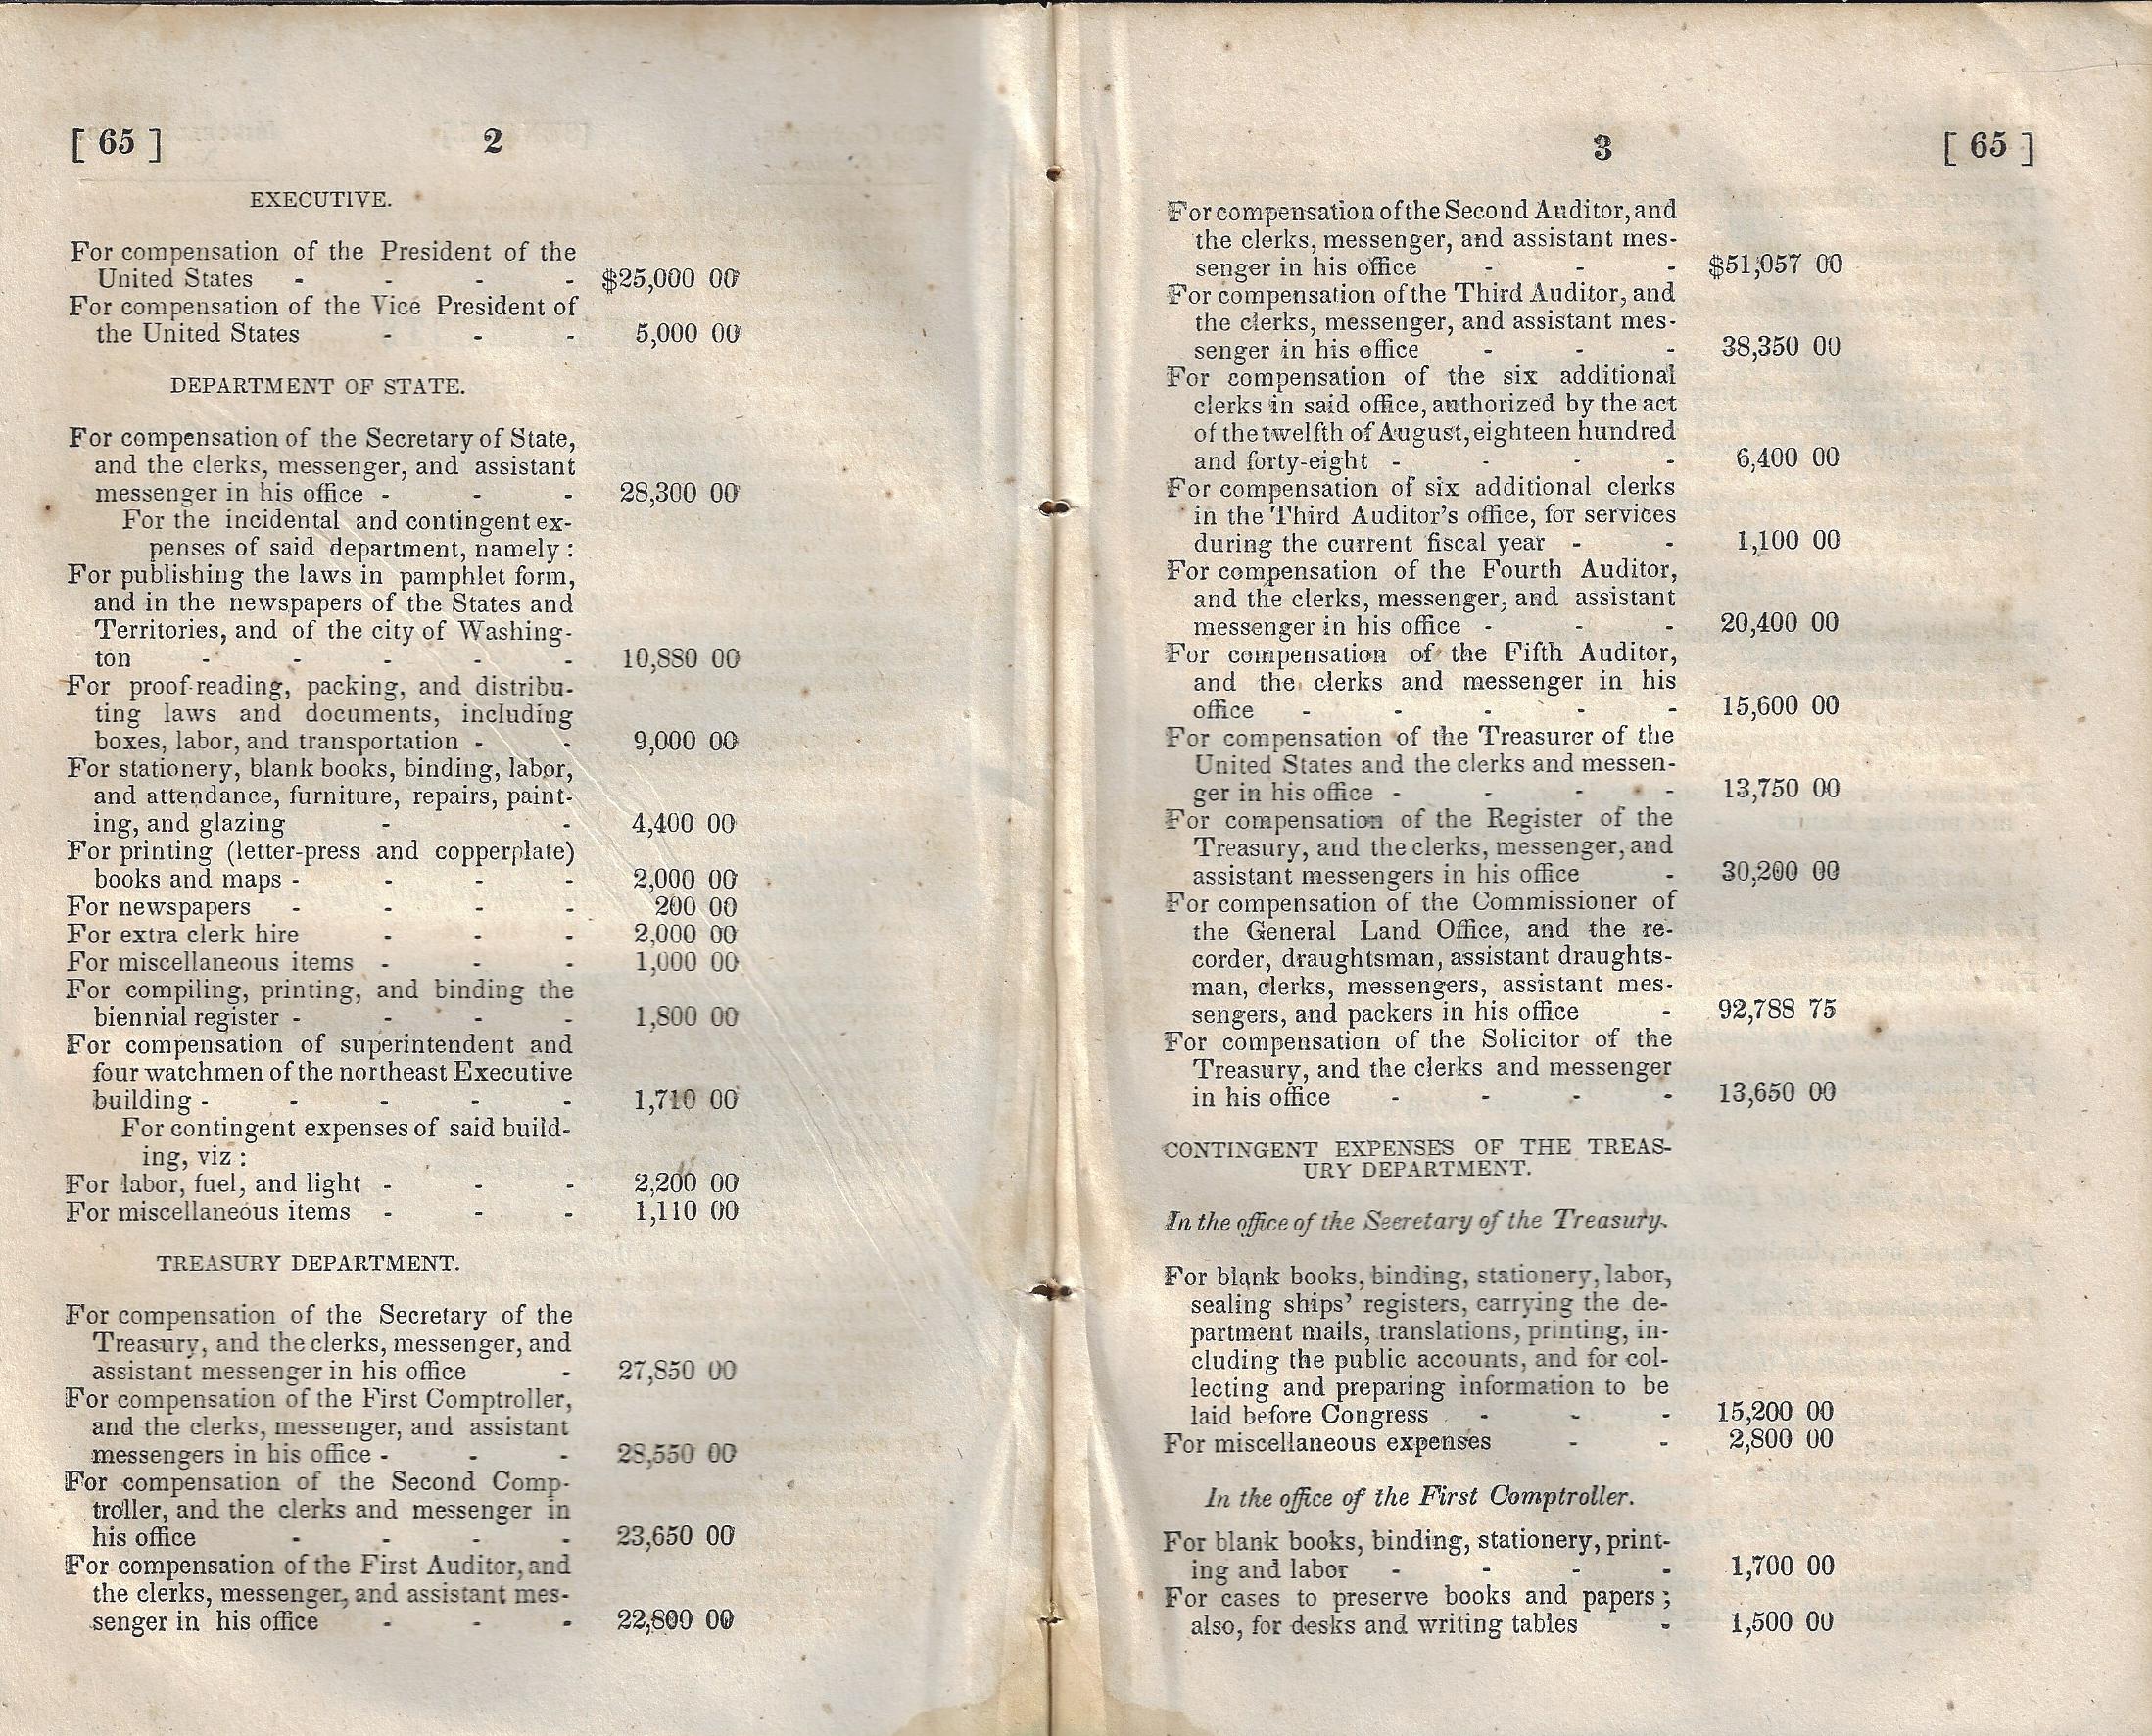 [ 65 ] 2
EXECUTIVE.
For compensation of the President of the
United States - - - - $25,000 00
For compensation of the Vice President of
the United States - - - 5,000 00
DEPARTMENT OF STATE.
For compensation of the Secretary of State,
and the clerks, messenger, and assistant
messenger in his office - - - 28,300 00
For the incidental and contingent ex-
penses of said department, namely :
For publishing the laws in pamphlet form,
and in the newspapers of the States and
Territories, and of the city of Washing-
ton - - - - - 10,880 00
For proof-reading, packing, and distribu-
ting laws and documents, including
boxes, labor, and transportation - - 9,000 00
For stationery, blank books, binding, labor,
and attendance, furniture, repairs, paint-
ing, and glazing - - 4,400 00
For printing (letter-press and copperplate)
books and maps - - - - 2,000 00
For newspapers - - - - 200 00
For extra clerk hire - - - 2,000 00
For miscellaneous items - - - 1,000 00
For compiling, printing, and binding the
biennial register - - - - 1,800 00
For compensation of superintendent and
four watchmen of the northeast Executive
building - - - - - 1,710 00
For contingent expenses of said build-
ing, viz :
For labor, fuel, and light - - - 2,200 00
For miscellaneous items - - - 1,110 00
TREASURY DEPARTMENT.
For compensation of the Secretary of the
Treasury, and the clerks, messenger, and
assistant messenger in his office - 27,850 00
For compensation of the First Comptroller,
and the clerks, messenger, and assistant
messengers in his office - - - 28,550 00
For compensation of the Second Comp-
troller, and the clerks and messenger in
his office - - - - 23,650 00
For compensation of the First Auditor, and
the clerks, messenger, and assistant mes-
senger in his office - - - 22,800 00
3 [ 65 ]
For compensation of the Second Auditor, and
the clerks, messenger, and assistant mes-
senger in his office - - - $51,057 00
For compensation of the Third Auditor, and
the clerks, messenger, and assistant mes-
senger in his office - - - 38,350 00
For compensation of the six additional
clerks in said office, authorized by the act
of the twelfth of August, eighteen hundred
and forty-eight - - - - 6,400 00
For compensation of six additional clerks
in the Third Auditor's office, for services
during the current fiscal year - - 1,100 00
For compensation of the Fourth Auditor,
and the clerks, messenger, and assistant
messenger in his office - - - 20,400 00
For compensation of the Fifth Auditor,
and the clerks and messenger in his
office - - - - - 15,600 00
For compensation of the Treasurer of the
United States and the clerks and messen-
ger in his office - - - - 13,750 00
For compensation of the Register of the
Treasury, and the clerks, messenger, and
assistant messengers in his office - 30,200 00
For compensation of the Commissioner of
the General Land Office, and the re-
corder, draughtsman, assistant draughts-
man, clerks, messengers, assistant mes-
sengers, and packers in his office - 92,788 75
For compensation of the Solicitor of the
Treasury, and the clerks and messenger
in his office - - - - 13,650 00
CONTINGENT EXPENSES OF THE TREAS-
URY DEPARTMENT.
In the office of the Secretary of the Treasury.
For blank books, binding, stationery, labor,
sealing ships' registers, carrying the de-
partment mails, translations, printing, in-
cluding the public accounts, and for col-
lecting and preparing information to be
laid before Congress - - - 15,200 00
For miscellaneous expenses - - 2,800 00
In the office of the First Comptroller.
For blank books, binding, stationery, print-
ing and labor - - - - 1,700 00
For cases to preserve books and papers ;
also, for desks and writing tables - 1,500 00